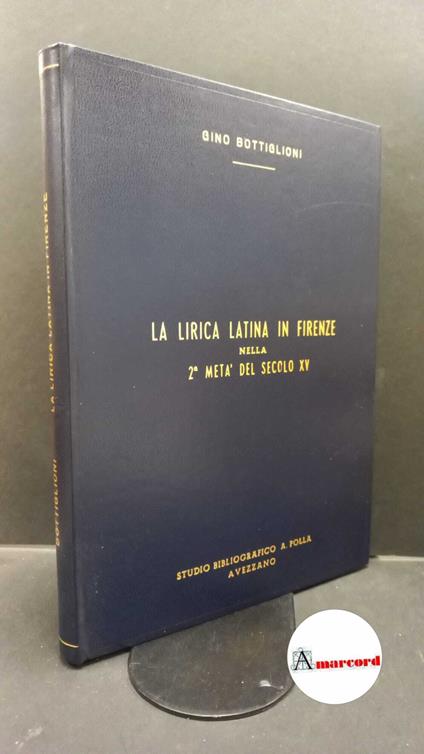 GINO BOTTIGLIONI
LA LIRICA LATINA IN FIRENZE
NELLA
2ª META' DEL SECOLO XV
STUDIO BIBLIOGRAFICO A. POLLA
AVEZZANO
BOTTIGLIONI LA LIRICA LATINA IN FIRENZE
Amarcord